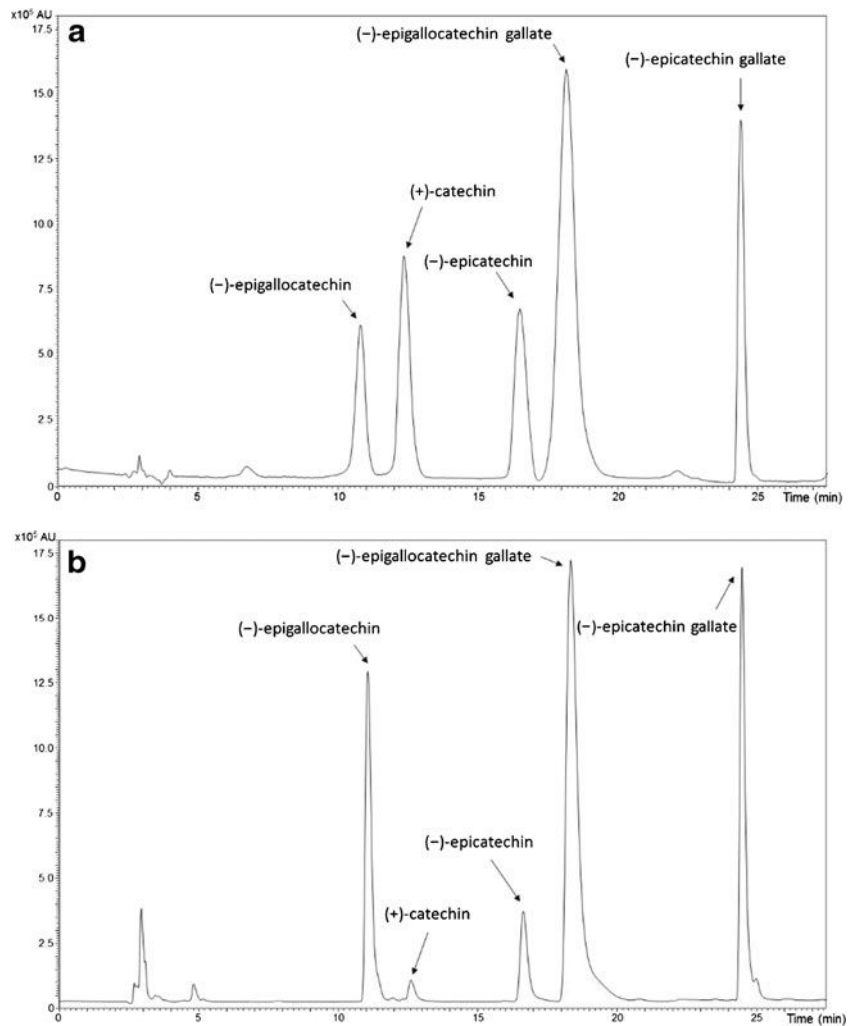 x10⁵ AU
a
(−)-epigallocatechin gallate
(−)-epicatechin gallate
(+)-catechin
(−)-epicatechin
(−)-epigallocatechin
17.5
15.0
12.5
10.0
7.5
5.0
2.5
0
0 5 10 15 20 25
Time (min)
x10⁵ AU
b
(−)-epigallocatechin gallate
(−)-epicatechin gallate
(−)-epigallocatechin
(−)-epicatechin
(+)-catechin
17.5
15.0
12.5
10.0
7.5
5.0
2.5
0
0 5 10 15 20 25
Time (min)